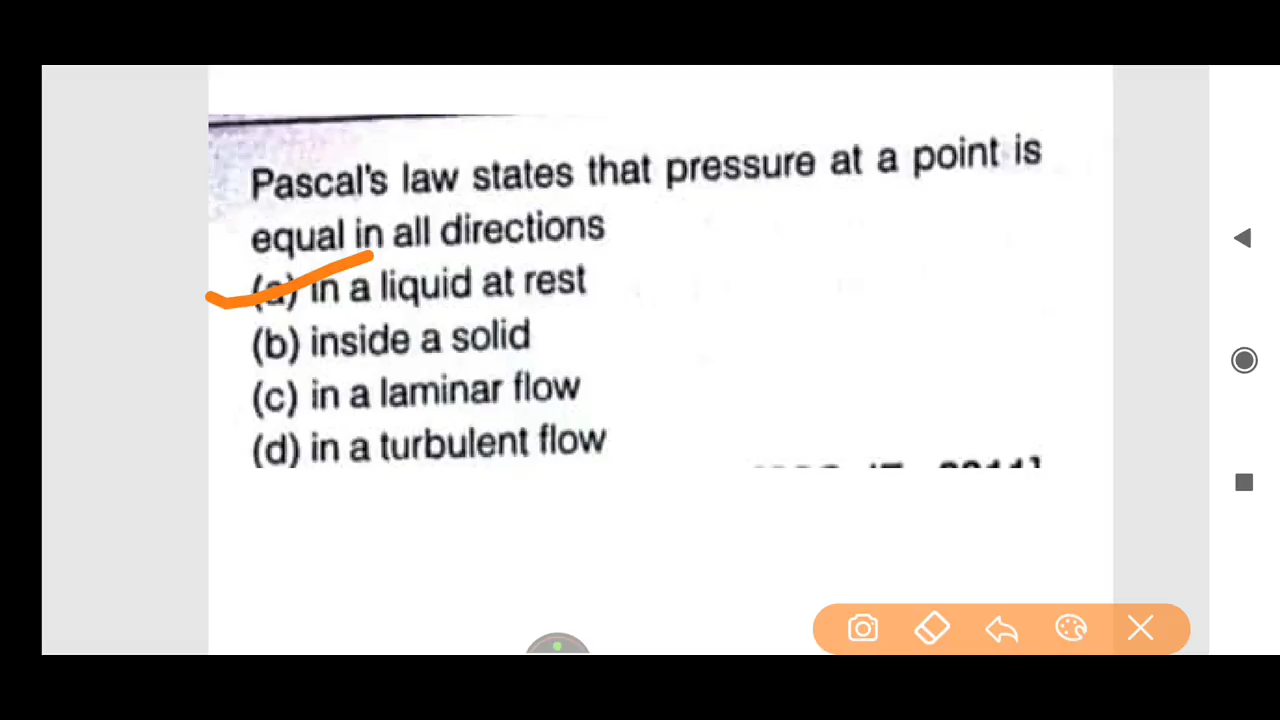 Pascal's law states that pressure at a point is
equal in all directions
(a) in a liquid at rest
(b) inside a solid
(c) in a laminar flow
(d) in a turbulent flow